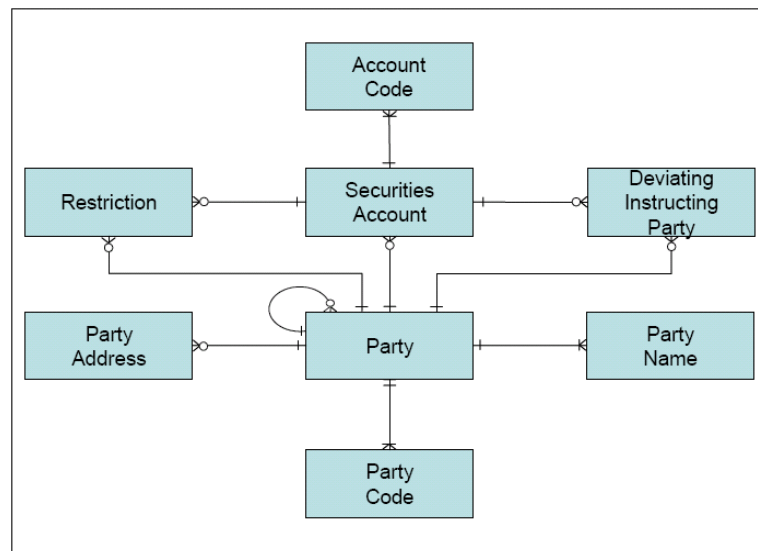 Account
Code
Restriction
Securities
Account
Deviating
Instructing
Party
Party
Address
Party
Party
Name
Party
Code